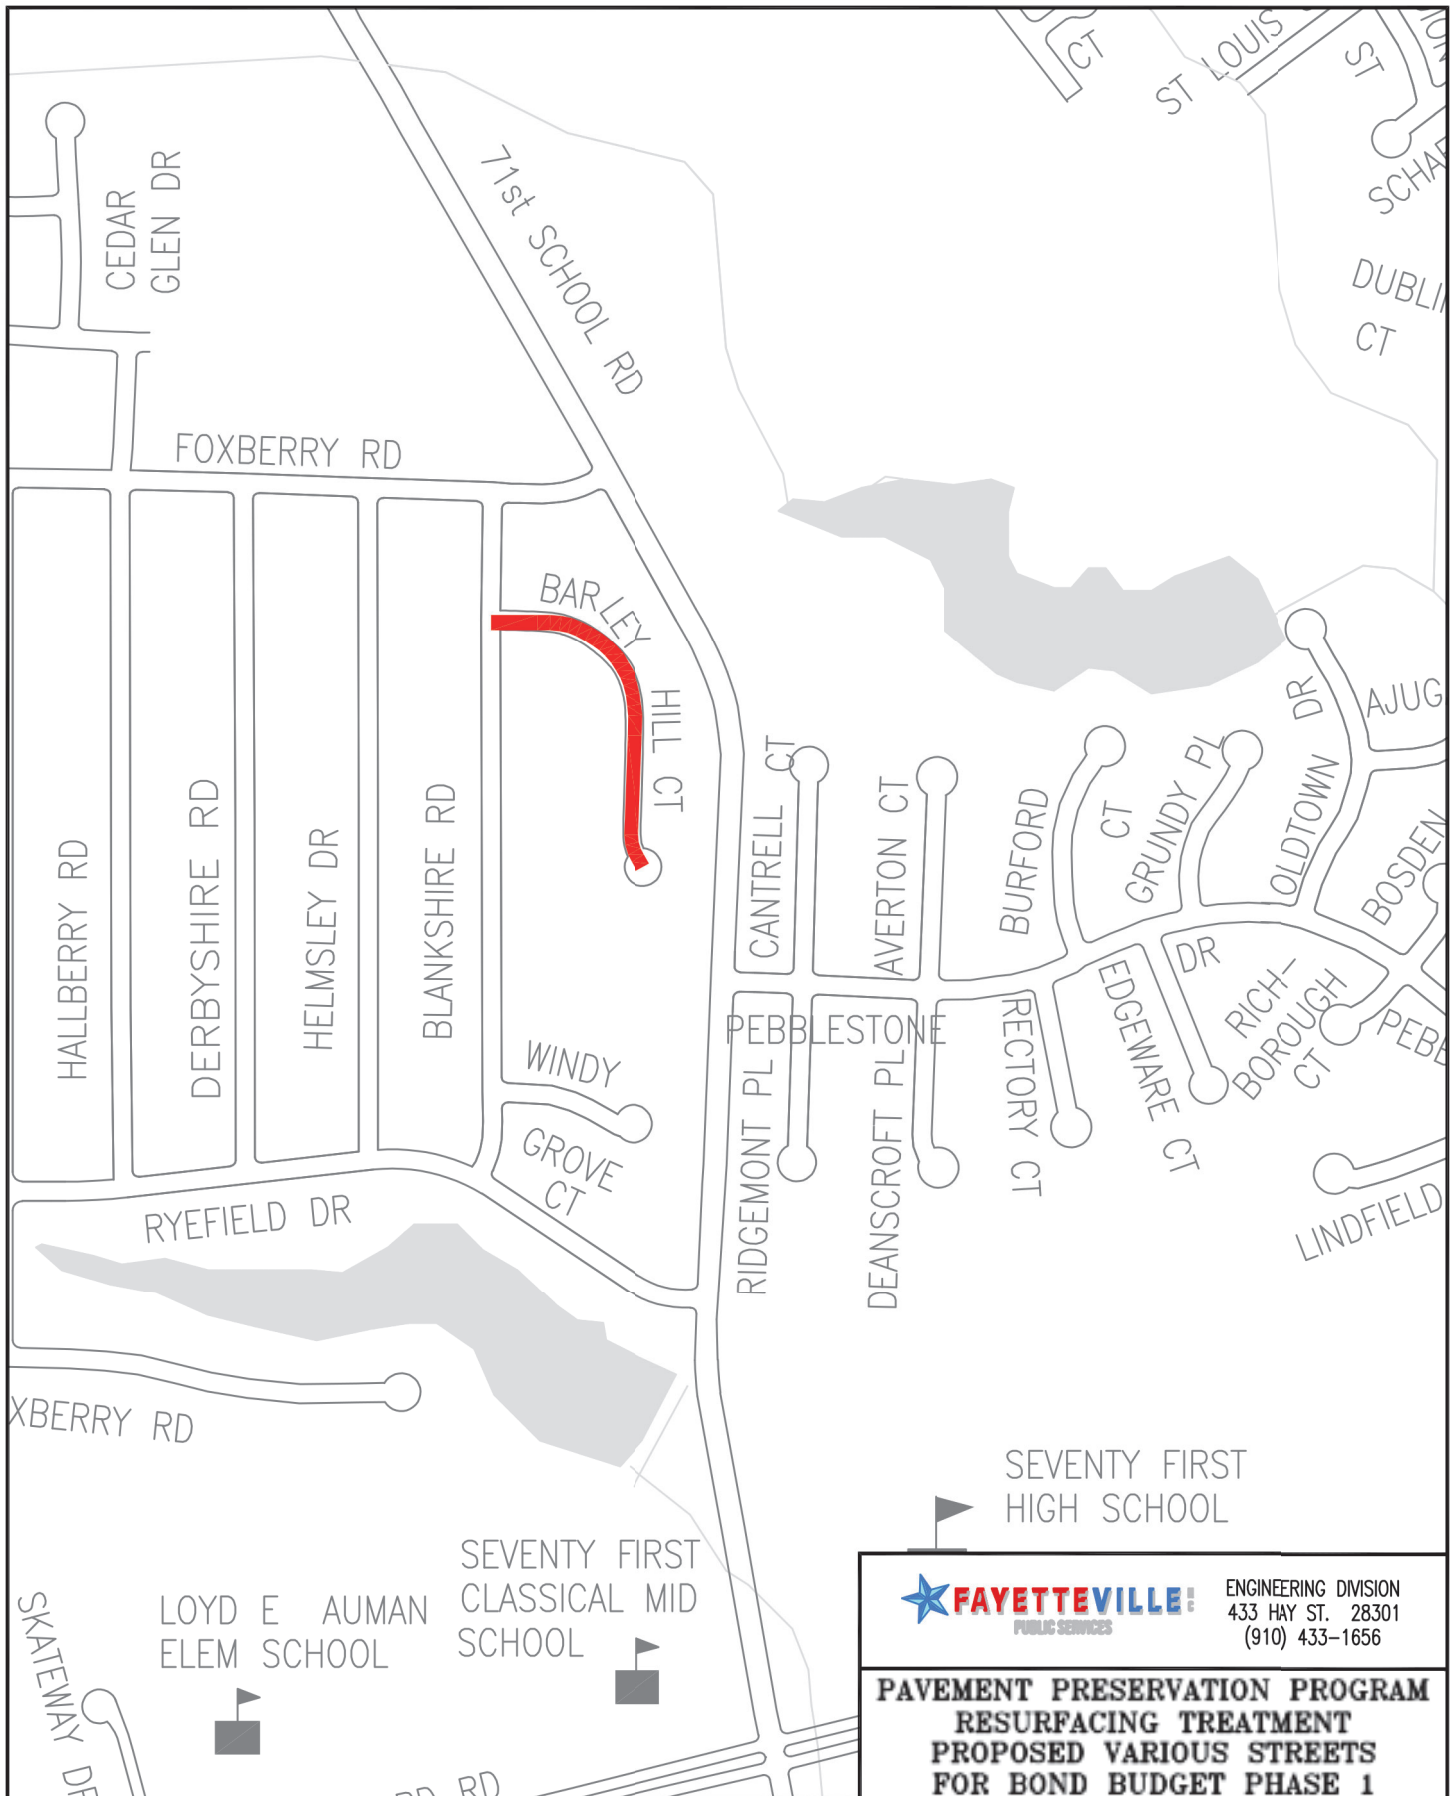 CT
ST LOUIS
ST
CEDAR
GLEN DR
71st SCHOOL RD
DUBLI
CT
FOXBERRY RD
BARLEY HILL CT
HALLBERRY RD
DERBYSHIRE RD
HELMSLEY DR
BLANKSHIRE RD
CANTRELL CT
AVERTON CT
BURFORD
CT
GRUNDY PL
OLDTOWN DR
AJUG
BOSDEN
PEBBLESTONE
DR
RICH-
BOROUGH
CT
PEBB
WINDY
GROVE
CT
RIDGEMONT PL
DEANSCROFT PL
RECTORY CT
EDGEWARE CT
LINDFIELD
RYEFIELD DR
XBERRY RD
SEVENTY FIRST
HIGH SCHOOL
SEVENTY FIRST
CLASSICAL MID
SCHOOL
LOYD E AUMAN
ELEM SCHOOL
SKATEWAY DR
RD
FAYETTEVILLE
PUBLIC SERVICES
ENGINEERING DIVISION
433 HAY ST. 28301
(910) 433-1656
PAVEMENT PRESERVATION PROGRAM
RESURFACING TREATMENT
PROPOSED VARIOUS STREETS
FOR BOND BUDGET PHASE 1